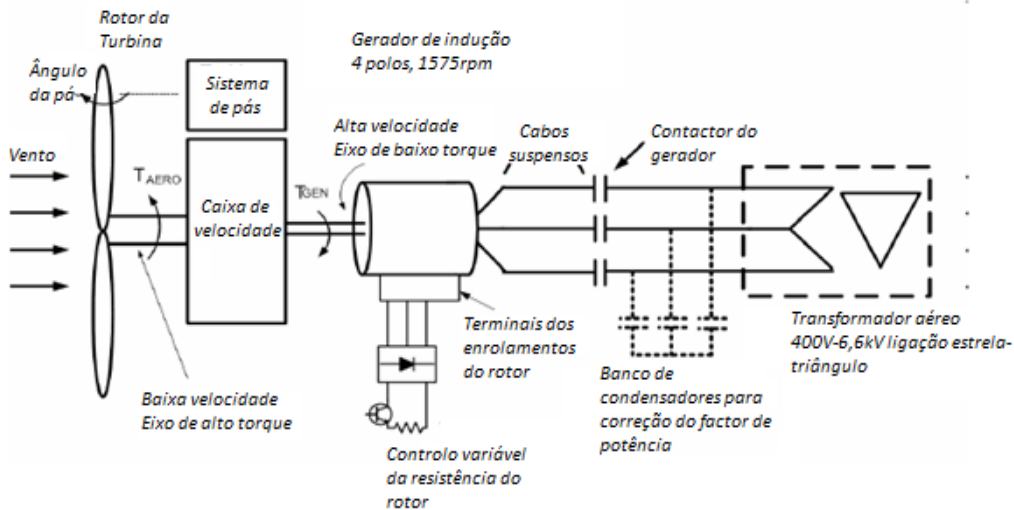 Rotor da
Turbina
Ângulo
da pá
Sistema
de pás
Gerador de indução
4 polos, 1575rpm
Vento
T AERO
Caixa de
velocidade
TGEN
Alta velocidade
Eixo de baixo torque
Cabos
suspensos
Contactor do
gerador
Baixa velocidade
Eixo de alto torque
Terminais dos
enrolamentos
do rotor
Controlo variável
da resistência do
rotor
Banco de
condensadores para
correção do factor de
potência
Transformador aéreo
400V-6,6kV ligação estrela-
triângulo